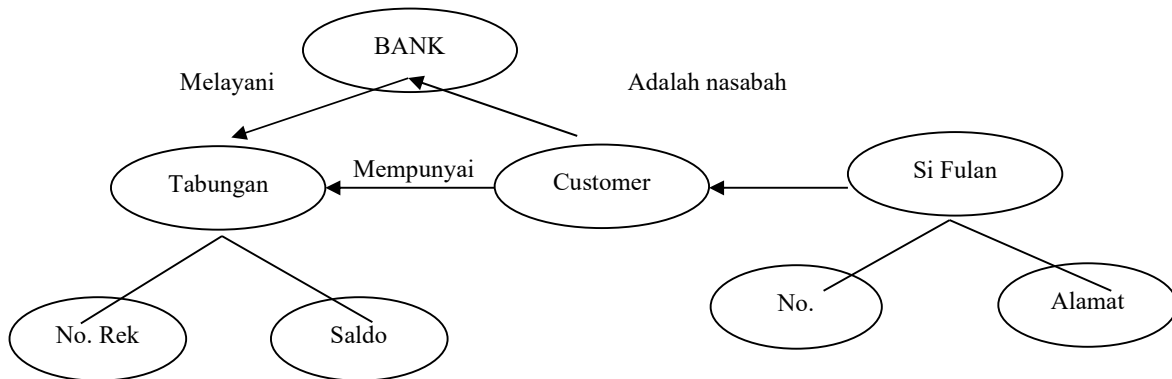 BANK
Melayani
Adalah nasabah
Tabungan
Mempunyai
Customer
Si Fulan
No. Rek
Saldo
No.
Alamat